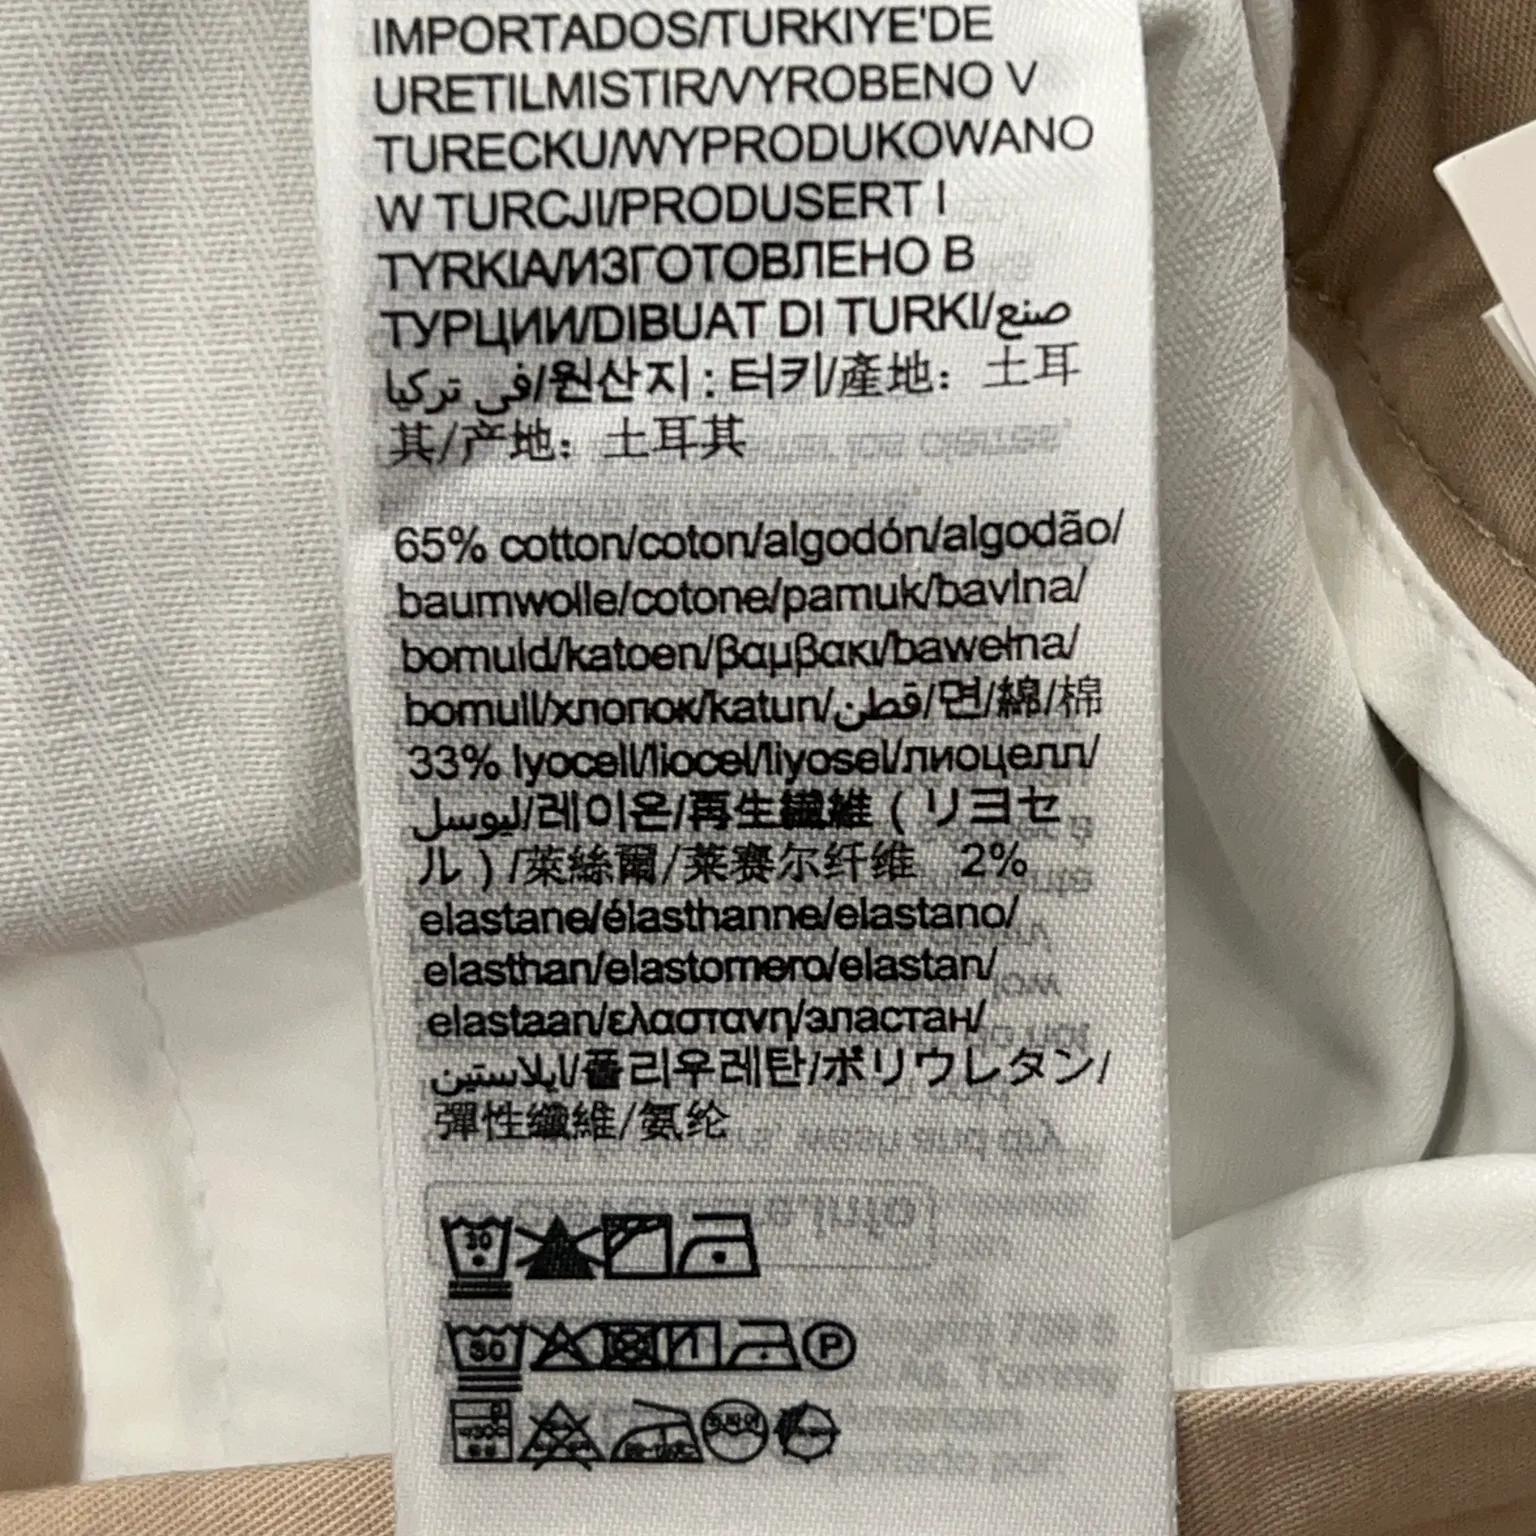 IMPORTADOS/TURKIYE'DE
URETILMISTIR/VYROBENO V
TURECKU/WYPRODUKOWANO
W TURCJI/PRODUSERT I
TYRKIA/ИЗГОТОВЛЕНО В
ТУРЦИИ/DIBUAT DI TURKI/صنع
في تركيا/원산지 : 터키/產地：土耳
其/产地：土耳其
65% cotton/coton/algodón/algodão/
baumwolle/cotone/pamuk/bavlna/
bomuld/katoen/βαμβακι/bawełna/
bomull/хлопок/katun/قطن/면/綿/棉
33% lyocell/liocel/liyosel/лиоцелл/
ليوسل/레이온/再生繊維（リヨセ
ル）/萊絲爾/莱赛尔纤维 2%
elastane/élasthanne/elastano/
elasthan/elastomero/elastan/
elastaan/ελαστανη/эластан/
ايلاستين/폴리우레탄/ポリウレタン/
彈性纖維/氨纶
30
30 P